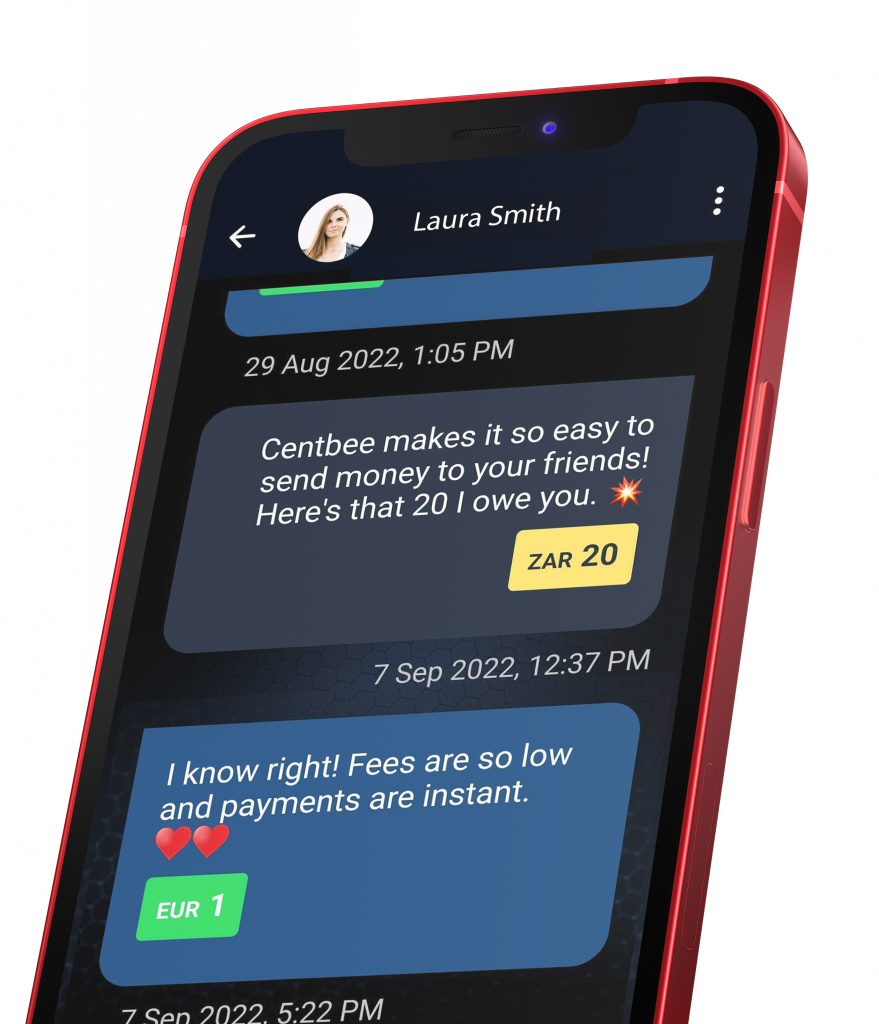 Laura Smith
29 Aug 2022, 1:05 PM
Centbee makes it so easy to
send money to your friends!
Here's that 20 I owe you. 💥
ZAR 20
7 Sep 2022, 12:37 PM
I know right! Fees are so low
and payments are instant.
♥️♥️
EUR 1
7 Sep 2022, 5:22 PM